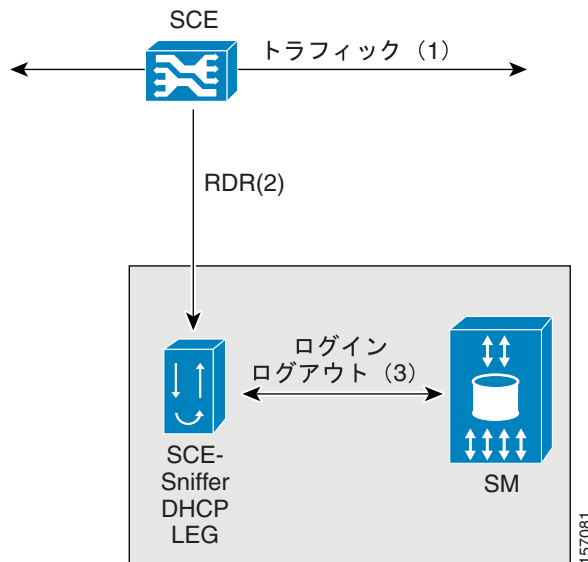 SCE
トラフィック（1）
RDR(2)
ログイン
ログアウト（3）
SCE-
Sniffer
DHCP
LEG
SM
157081